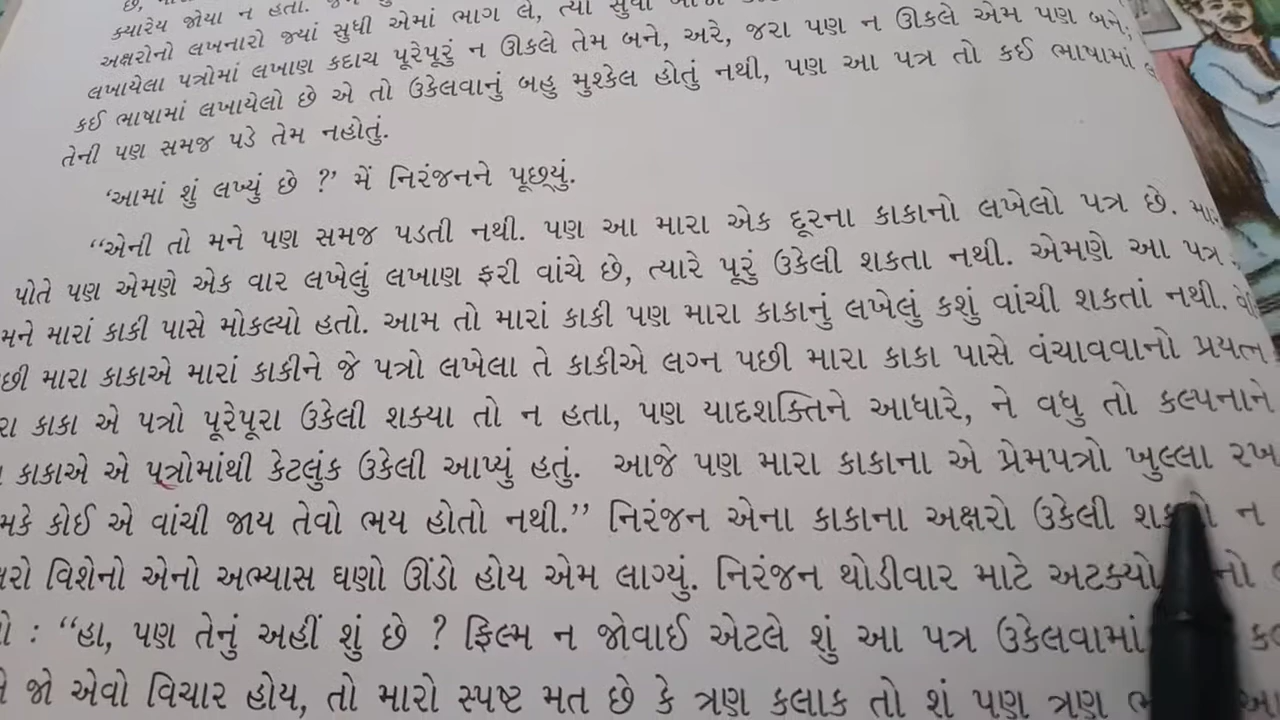 ક્યારેય જોયા ન હતા.
અક્ષરોનો લખનારો જ્યાં સુધી એમાં ભાગ લે, ત્યાં સુધી
લખાયેલા પત્રોમાં લખાણ કદાચ પૂરેપૂરું ન ઊકલે તેમ બને, અરે, જરા પણ ન ઊકલે એમ પણ બને;
કઈ ભાષામાં લખાયેલો છે એ તો ઉકેલવાનું બહુ મુશ્કેલ હોતું નથી, પણ આ પત્ર તો કઈ ભાષામાં
તેની પણ સમજ પડે તેમ નહોતું.
‘આમાં શું લખ્યું છે ?’ મેં નિરંજનને પૂછ્યું.
“એની તો મને પણ સમજ પડતી નથી. પણ આ મારા એક દૂરના કાકાનો લખેલો પત્ર છે.
પોતે પણ એમણે એક વાર લખેલું લખાણ ફરી વાંચે છે, ત્યારે પૂરું ઉકેલી શકતા નથી. એમણે આ પત્ર
મને મારાં કાકી પાસે મોકલ્યો હતો. આમ તો મારાં કાકી પણ મારા કાકાનું લખેલું કશું વાંચી શકતાં નથી.
છી મારા કાકાએ મારાં કાકીને જે પત્રો લખેલા તે કાકીએ લગ્ન પછી મારા કાકા પાસે વંચાવવાનો પ્રયત્ન
રા કાકા એ પત્રો પૂરેપૂરા ઉકેલી શક્યા તો ન હતા, પણ યાદશક્તિને આધારે, ને વધુ તો કલ્પનાને
કાકાએ એ પત્રોમાંથી કેટલુંક ઉકેલી આપ્યું હતું. આજે પણ મારા કાકાના એ પ્રેમપત્રો ખુલ્લા રખ
મકે કોઈ એ વાંચી જાય તેવો ભય હોતો નથી.” નિરંજન એના કાકાના અક્ષરો ઉકેલી ન
રો વિશેનો એનો અભ્યાસ ઘણો ઊંડો હોય એમ લાગ્યું. નિરંજન થોડીવાર માટે અટક્યો
ો : “હા, પણ તેનું અહીં શું છે ? ફિલ્મ ન જોવાઈ એટલે શું આ પત્ર ઉકેલવામાં
જો એવો વિચાર હોય, તો મારો સ્પષ્ટ મત છે કે ત્રણ કલાક તો શું પણ ત્રણ